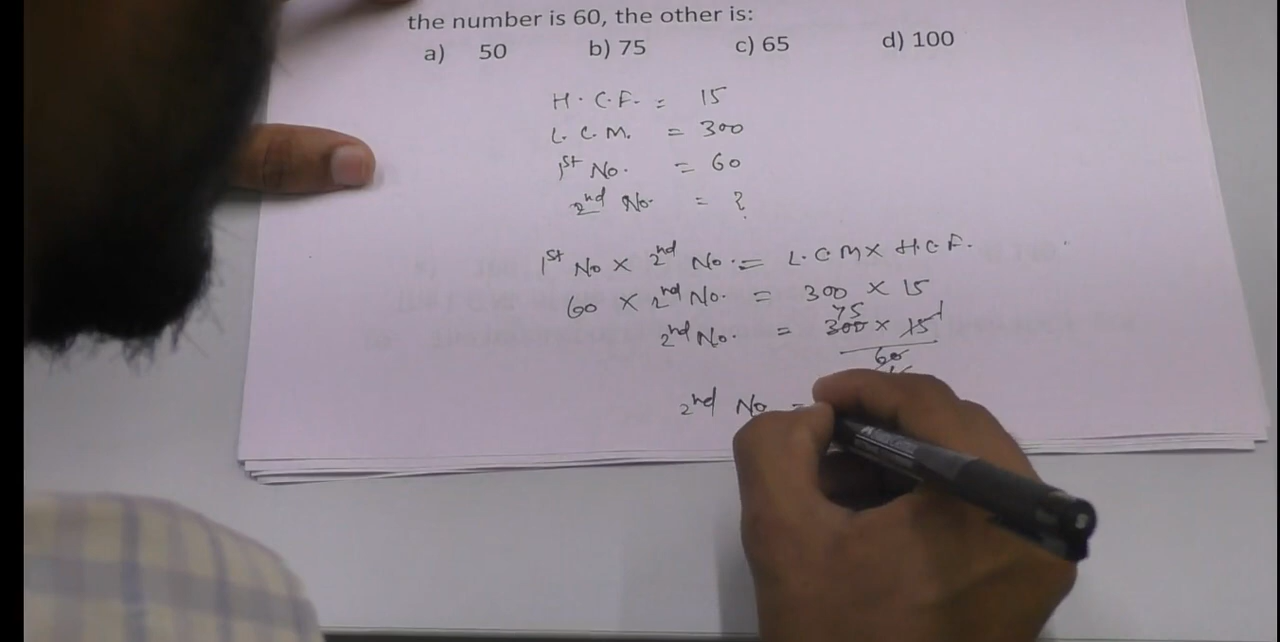 the number is 60, the other is:
a) 50 b) 75 c) 65 d) 100
H.C.F. = 15
L.C.M. = 300
1st No. = 60
2nd No. = ?
1st No x 2nd No. = L.C.M x H.C.F.
60 x 2nd No. = 300 x 15
75 1
2nd No. = 300 x 15
60
2nd No =